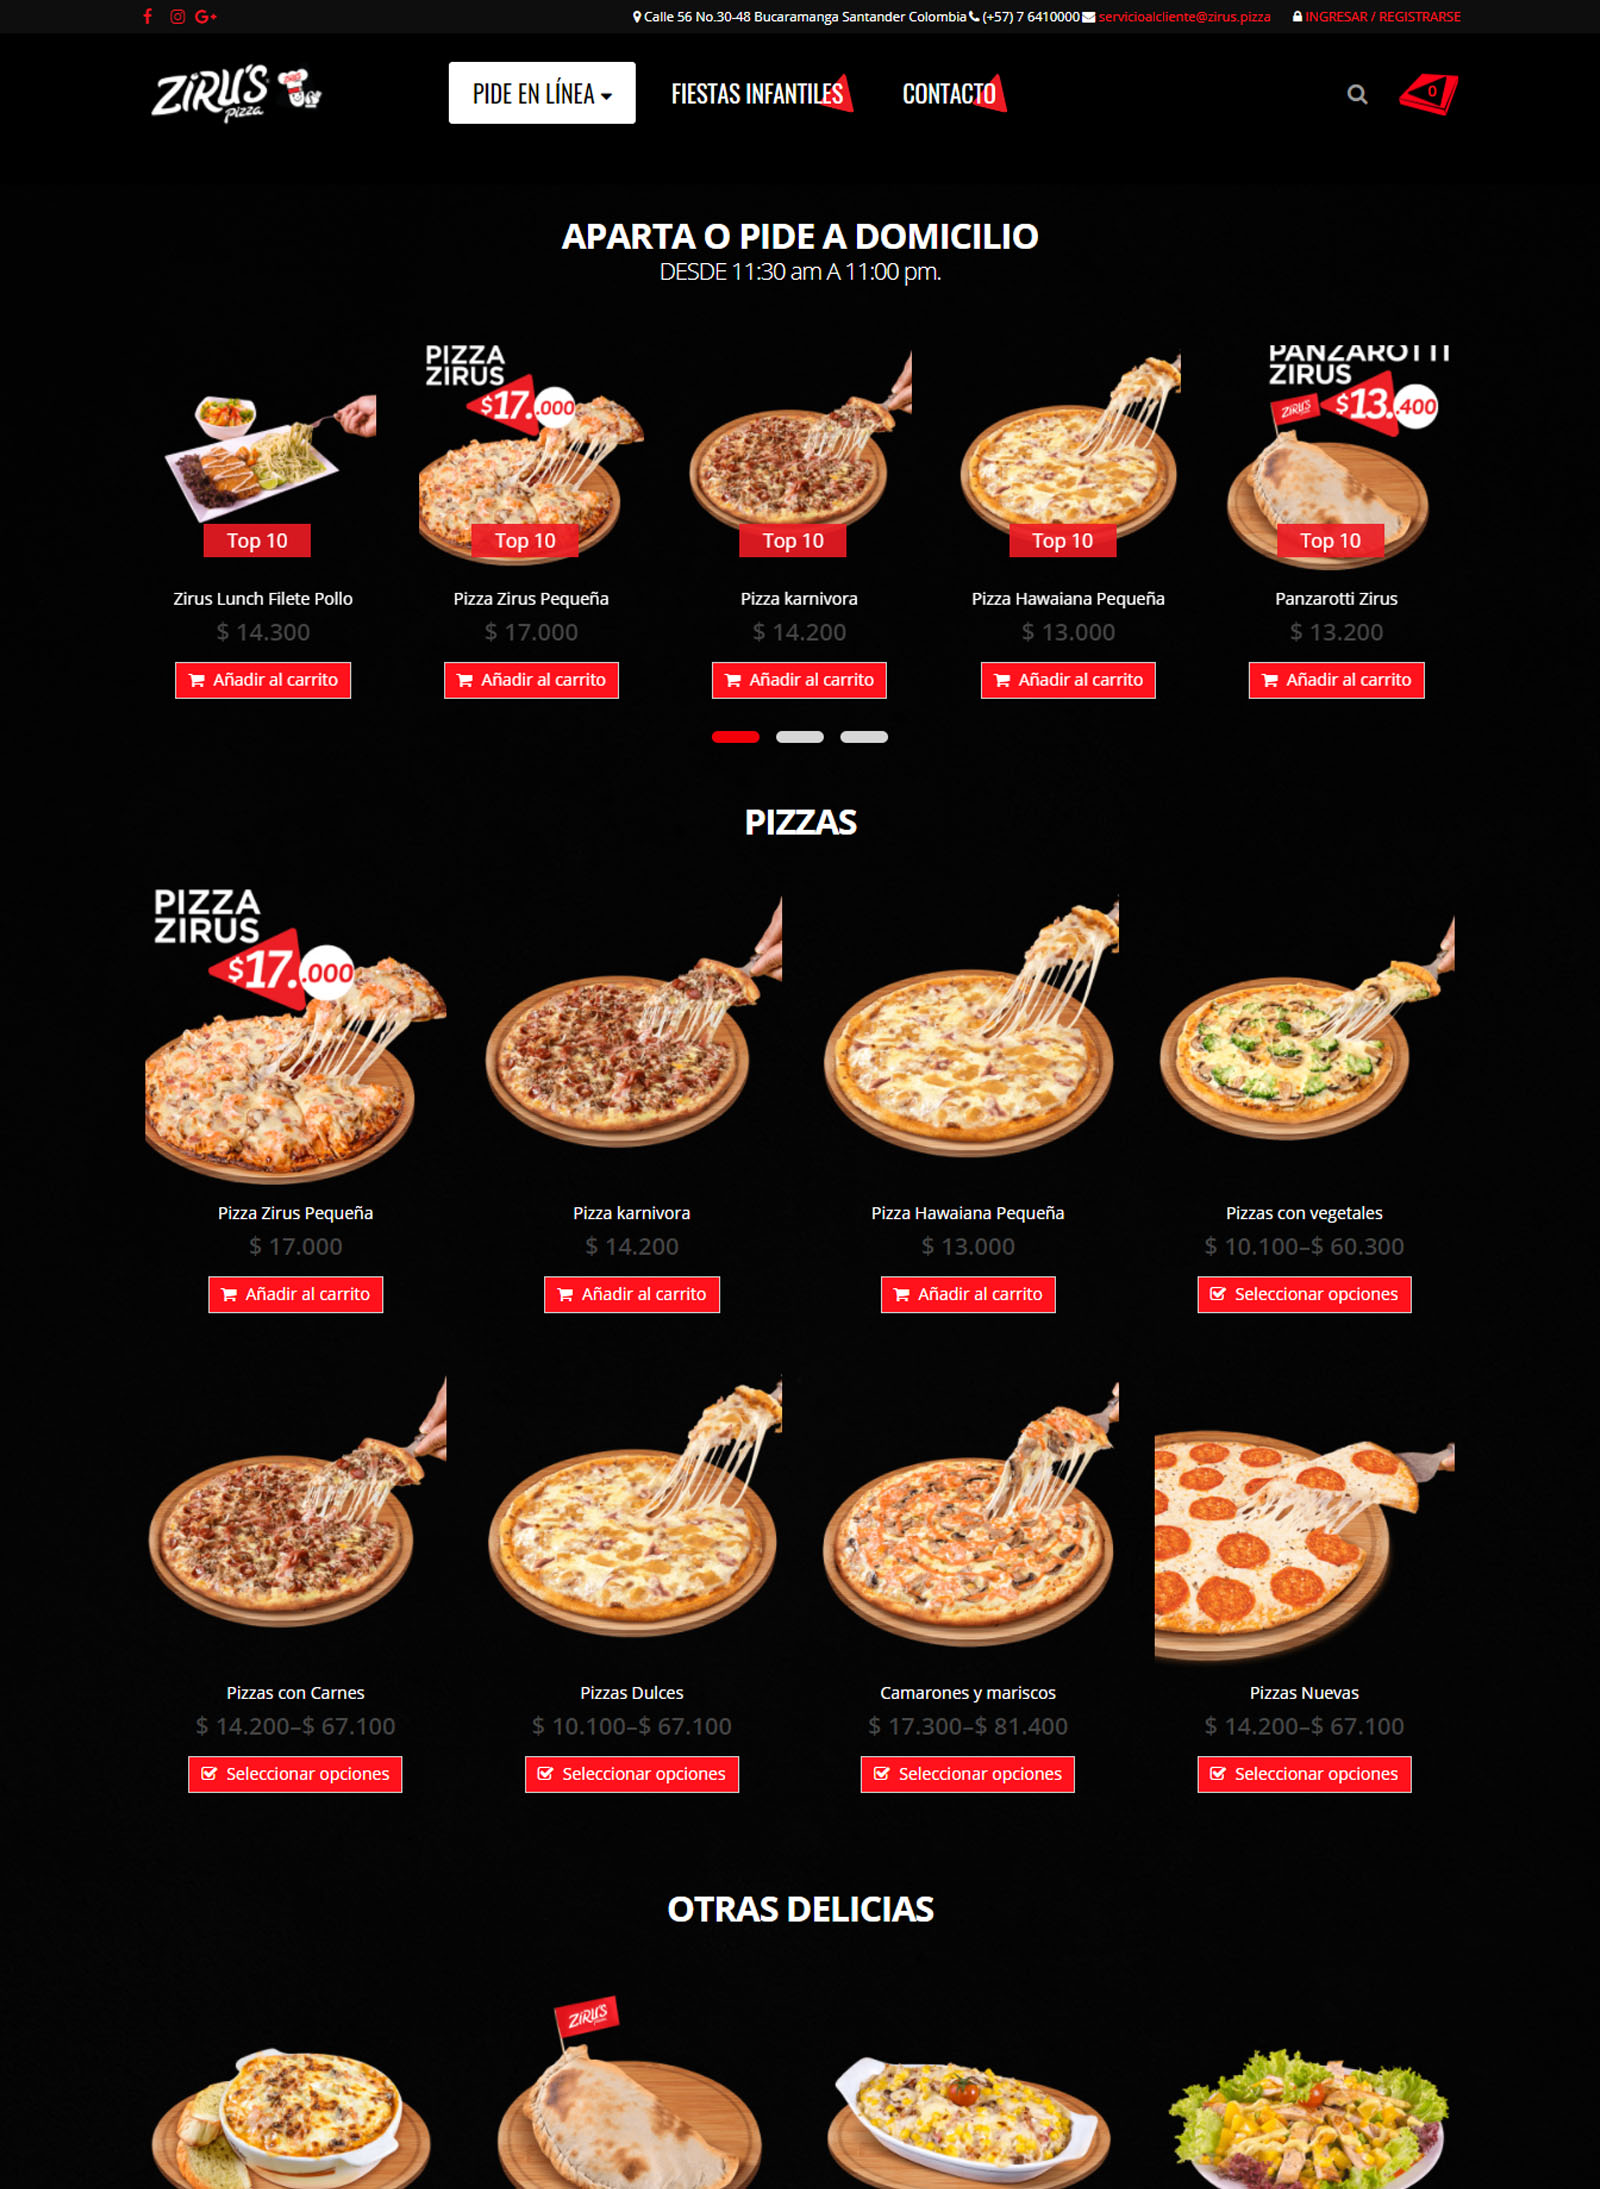 Calle 56 No.30-48 Bucaramanga Santander Colombia (+57) 7 6410000 servicioalcliente@zirus.pizza INGRESAR / REGISTRARSE
ZIRU'S pizza
PIDE EN LÍNEA
FIESTAS INFANTILES
CONTACTO
0
APARTA O PIDE A DOMICILIO
DESDE 11:30 am A 11:00 pm.
PIZZA
ZIRUS
$17.000
PANZAROTTI
ZIRUS
ZIRU'S
$13.400
Top 10
Top 10
Top 10
Top 10
Top 10
Zirus Lunch Filete Pollo
$ 14.300
Añadir al carrito
Pizza Zirus Pequeña
$ 17.000
Añadir al carrito
Pizza karnivora
$ 14.200
Añadir al carrito
Pizza Hawaiana Pequeña
$ 13.000
Añadir al carrito
Panzarotti Zirus
$ 13.200
Añadir al carrito
PIZZAS
PIZZA
ZIRUS
$17.000
Pizza Zirus Pequeña
$ 17.000
Añadir al carrito
Pizza karnivora
$ 14.200
Añadir al carrito
Pizza Hawaiana Pequeña
$ 13.000
Añadir al carrito
Pizzas con vegetales
$ 10.100–$ 60.300
Seleccionar opciones
Pizzas con Carnes
$ 14.200–$ 67.100
Seleccionar opciones
Pizzas Dulces
$ 10.100–$ 67.100
Seleccionar opciones
Camarones y mariscos
$ 17.300–$ 81.400
Seleccionar opciones
Pizzas Nuevas
$ 14.200–$ 67.100
Seleccionar opciones
OTRAS DELICIAS
ZIRU'S